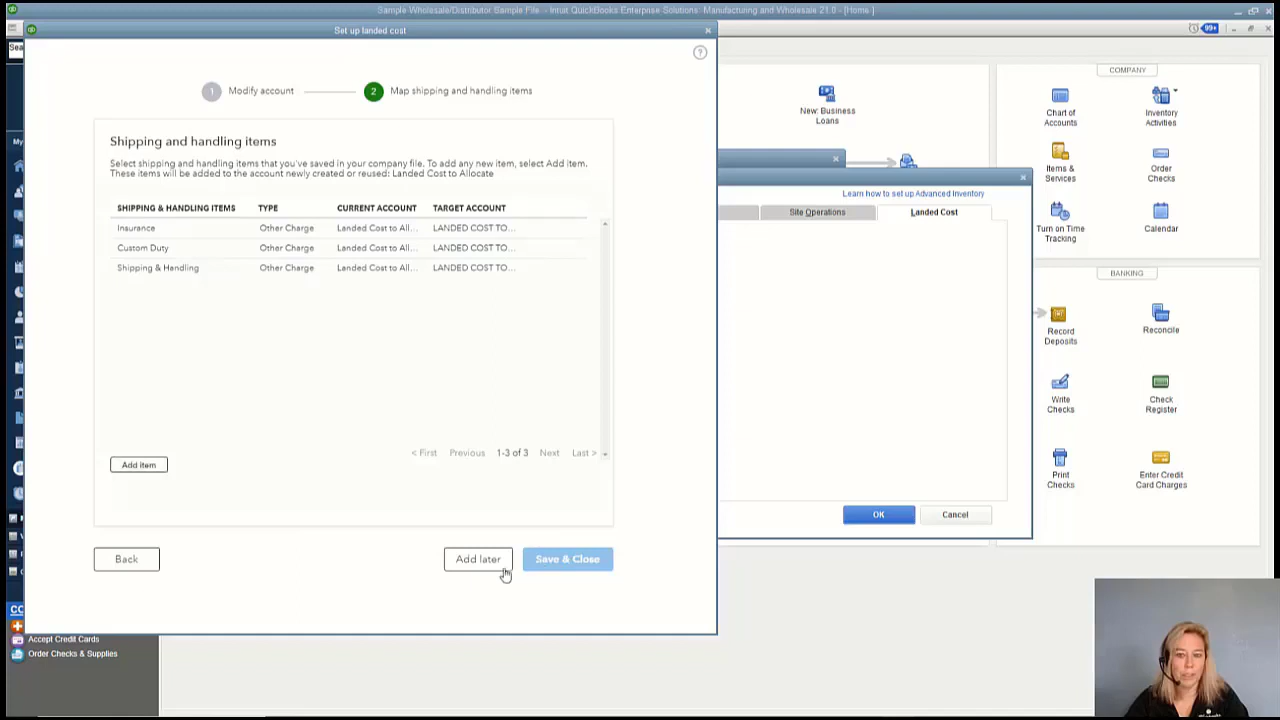 Sample Wholesale/Distributor Sample File - Intuit QuickBooks Enterprise Solutions: Manufacturing and Wholesale 21.0 - [Home ]
Set up landed cost
Sea
99+
?
1 Modify account
2 Map shipping and handling items
Shipping and handling items
Select shipping and handling items that you've saved in your company file. To add any new item, select Add item.
These items will be added to the account newly created or reused: Landed Cost to Allocate
SHIPPING & HANDLING ITEMS TYPE CURRENT ACCOUNT TARGET ACCOUNT
Insurance Other Charge Landed Cost to All... LANDED COST TO...
Custom Duty Other Charge Landed Cost to All... LANDED COST TO...
Shipping & Handling Other Charge Landed Cost to All... LANDED COST TO...
< First Previous 1-3 of 3 Next Last >
Add item
Back
Add later
Save & Close
My
CO
Accept Credit Cards
Order Checks & Supplies
New: Business
Loans
Learn how to set up Advanced Inventory
Site Operations
Landed Cost
OK
Cancel
COMPANY
Chart of
Accounts
Inventory
Activities
Items &
Services
Order
Checks
Turn on Time
Tracking
Calendar
BANKING
Record
Deposits
Reconcile
Write
Checks
Check
Register
Print
Checks
Enter Credit
Card Charges